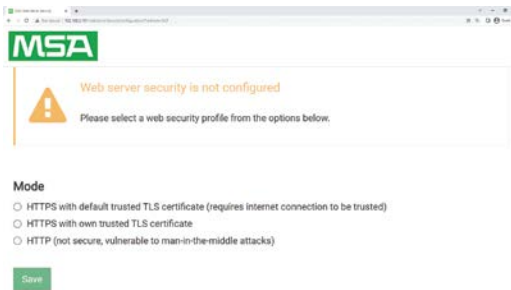 MSA
Web server security is not configured
Please select a web security profile from the options below.
Mode
HTTPS with default trusted TLS certificate (requires internet connection to be trusted)
HTTPS with own trusted TLS certificate
HTTP (not secure, vulnerable to man-in-the-middle attacks)
Save